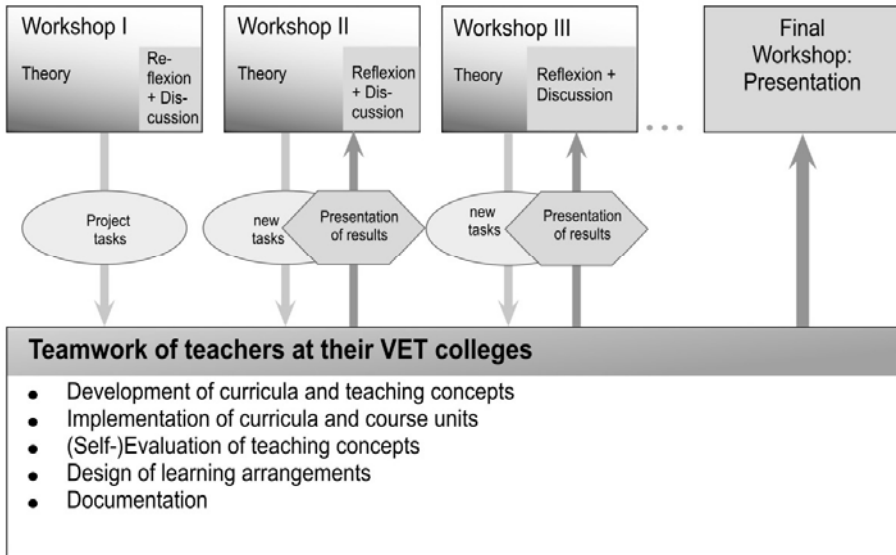 Workshop I
Theory
Re-
flexion
+ Dis-
cussion
Workshop II
Theory
Reflexion
+ Dis-
cussion
Workshop III
Theory
Reflexion +
Discussion
...
Final
Workshop:
Presentation
Project
tasks
new
tasks
Presentation
of results
new
tasks
Presentation
of results
Teamwork of teachers at their VET colleges
● Development of curricula and teaching concepts
● Implementation of curricula and course units
● (Self-)Evaluation of teaching concepts
● Design of learning arrangements
● Documentation